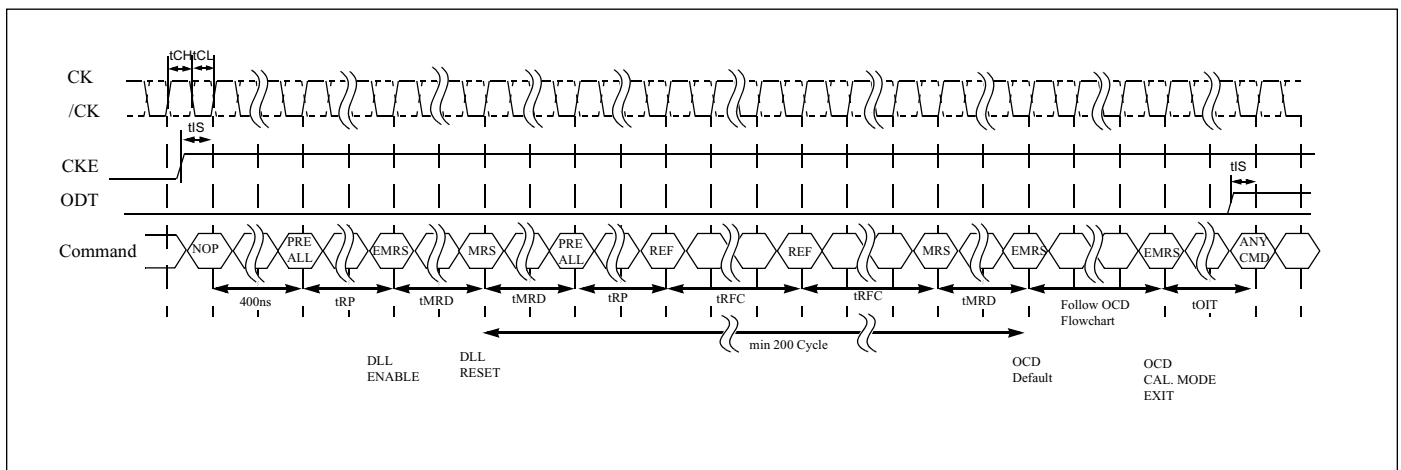 tCH tCL
CK
/CK
tIS
CKE
tIS
ODT
Command
NOP
PRE
ALL
EMRS
MRS
PRE
ALL
REF
REF
MRS
EMRS
EMRS
ANY
CMD
400ns
tRP
tMRD
tMRD
tRP
tRFC
tRFC
tMRD
Follow OCD
Flowchart
tOIT
min 200 Cycle
DLL
ENABLE
DLL
RESET
OCD
Default
OCD
CAL. MODE
EXIT